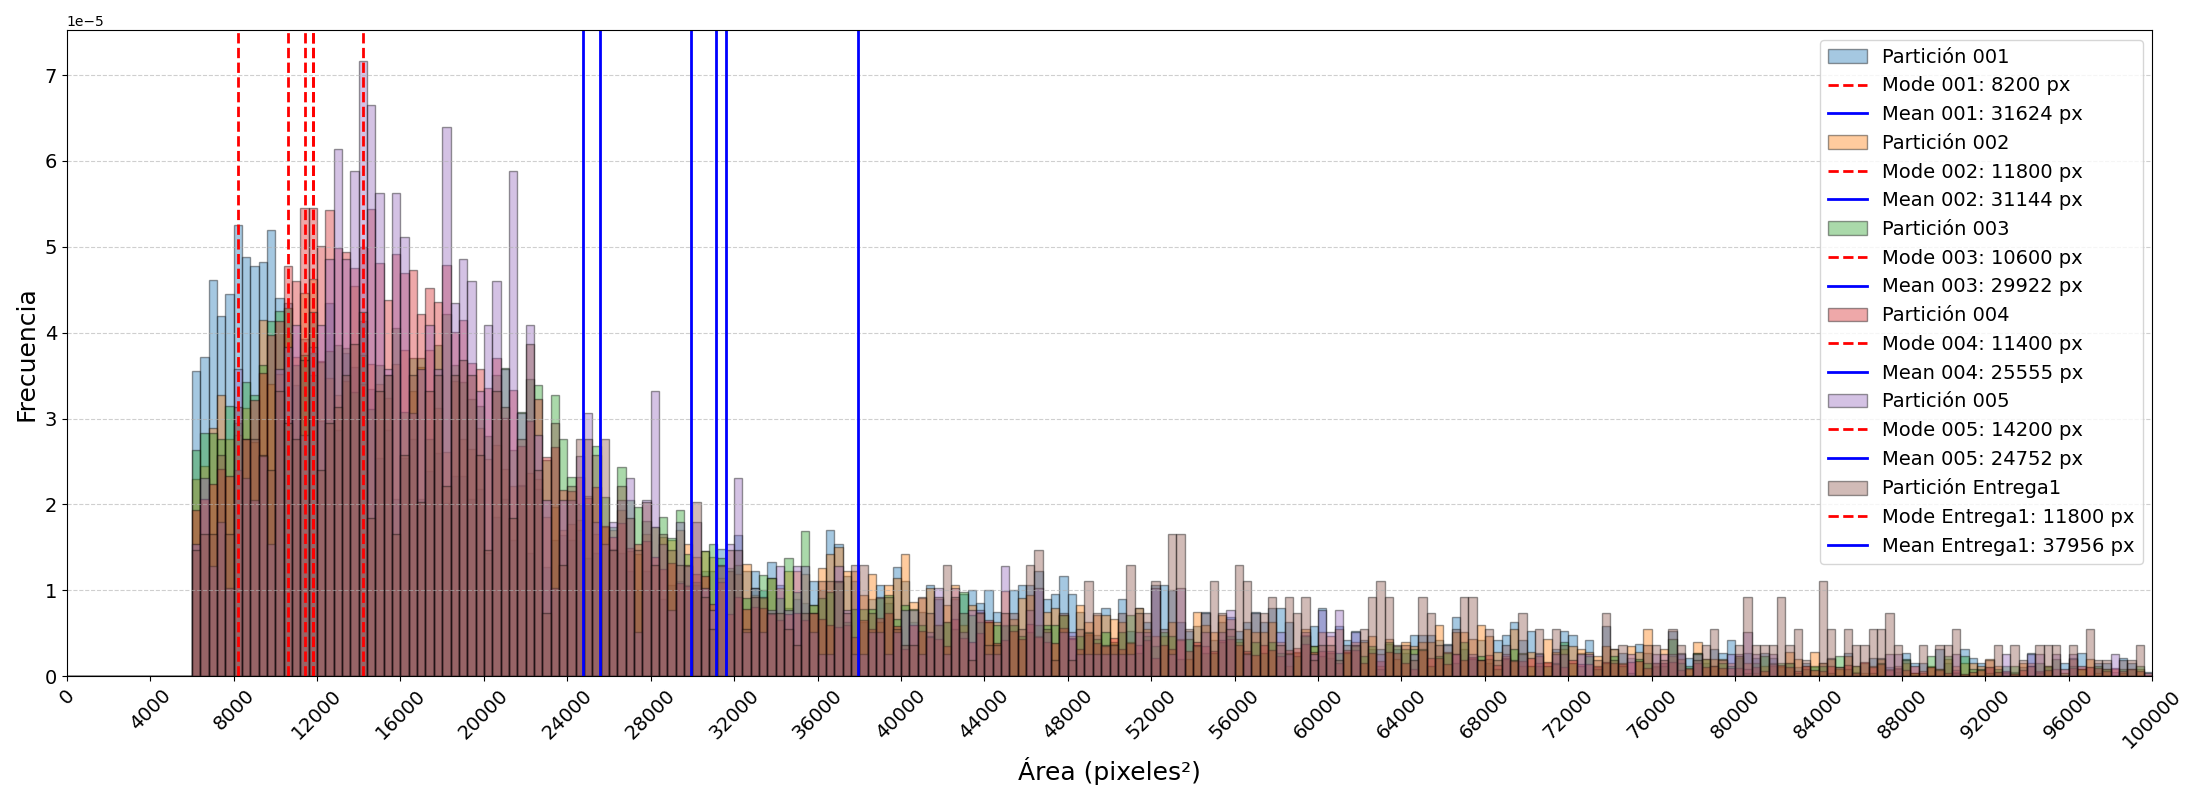 1e−5
7
6
5
4
3
2
1
0
Frecuencia
0 4000 8000 12000 16000 20000 24000 28000 32000 36000 40000 44000 48000 52000 56000 60000 64000 68000 72000 76000 80000 84000 88000 92000 96000 100000
Área (pixeles²)
Partición 001
Mode 001: 8200 px
Mean 001: 31624 px
Partición 002
Mode 002: 11800 px
Mean 002: 31144 px
Partición 003
Mode 003: 10600 px
Mean 003: 29922 px
Partición 004
Mode 004: 11400 px
Mean 004: 25555 px
Partición 005
Mode 005: 14200 px
Mean 005: 24752 px
Partición Entrega1
Mode Entrega1: 11800 px
Mean Entrega1: 37956 px